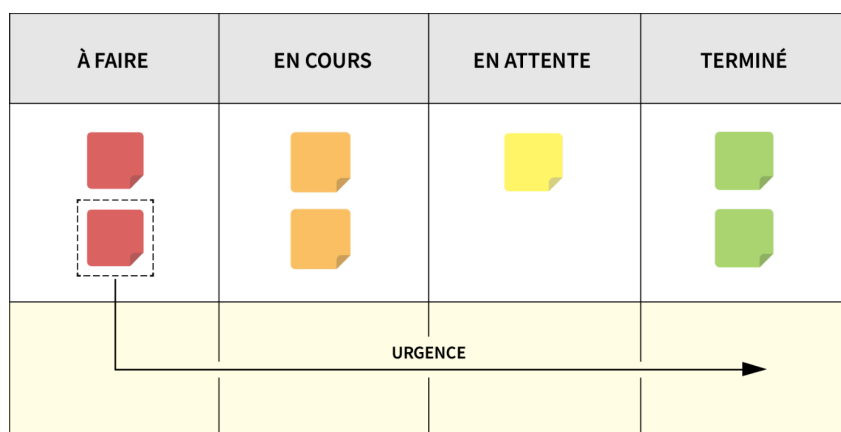 À FAIRE
EN COURS
EN ATTENTE
TERMINÉ
URGENCE